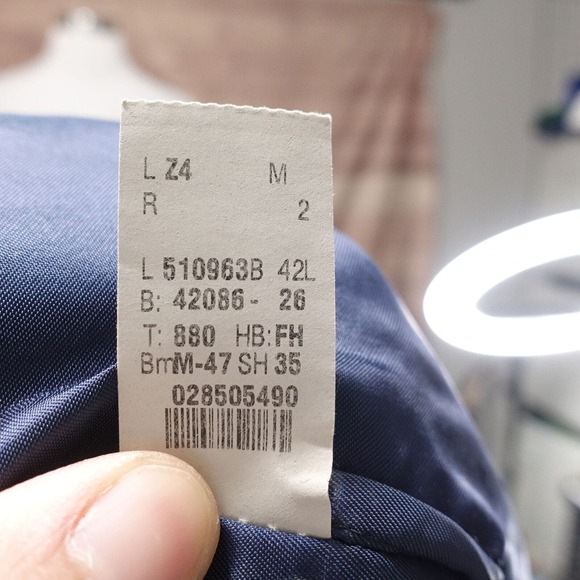 L Z4 M
R 2
L 510963B 42L
B: 42086- 26
T: 880 HB: FH
BmM-47 SH 35
028505490